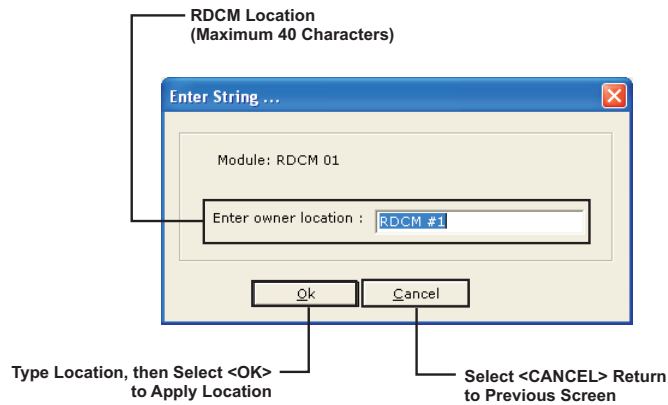 RDCM Location
(Maximum 40 Characters)
Enter String ...
Module: RDCM 01
Enter owner location :
RDCM #1
Ok
Cancel
Type Location, then Select <OK>
to Apply Location
Select <CANCEL> Return
to Previous Screen